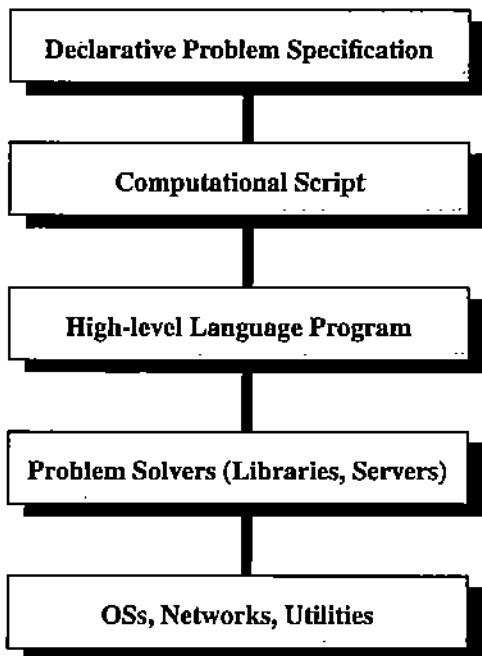 Declarative Problem Specification
Computational Script
High-level Language Program
Problem Solvers (Libraries, Servers)
OSs, Networks, Utilities